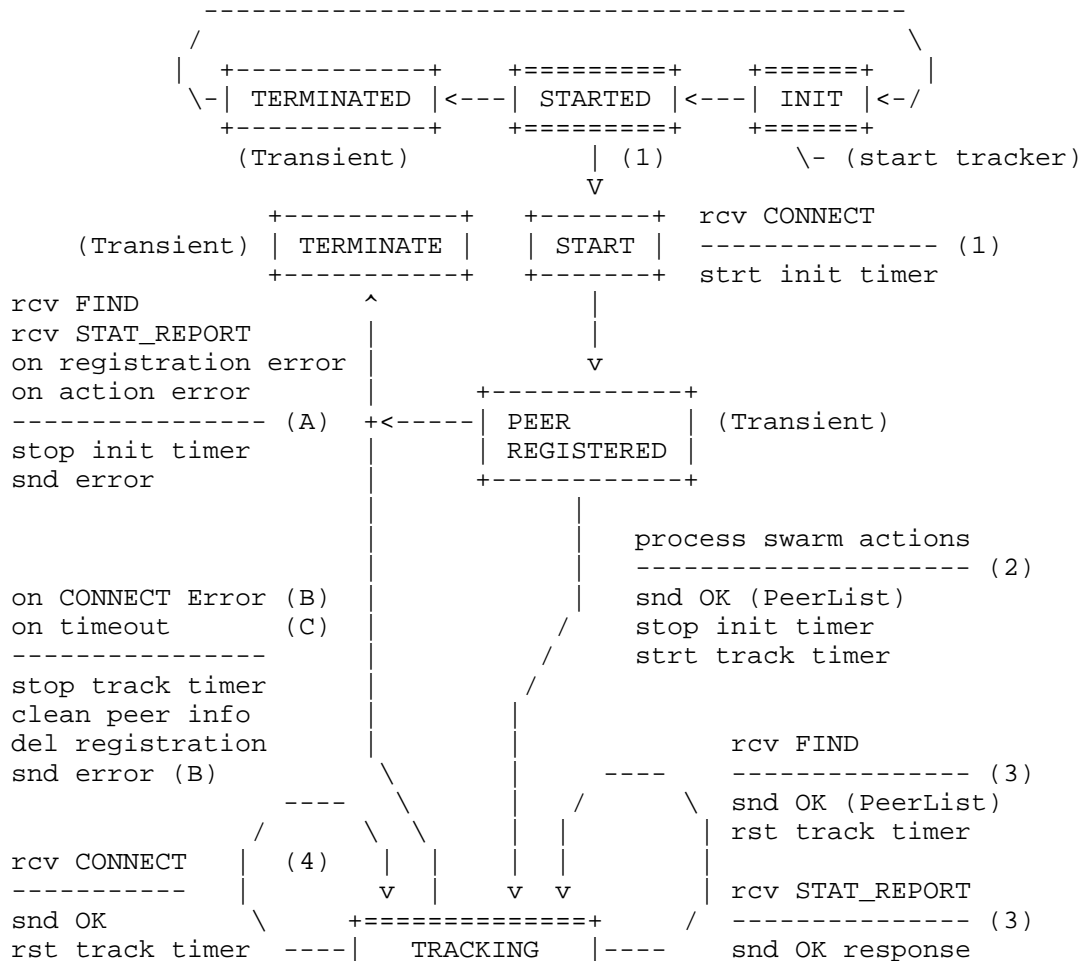 TERMINATED STARTED INIT
(Transient) (1) (start tracker)
rcv CONNECT
(Transient) TERMINATE START (1)
strt init timer
rcv FIND
rcv STAT_REPORT
on registration error
on action error
(A) PEER (Transient)
stop init timer REGISTERED
snd error
process swarm actions
(2)
on CONNECT Error (B) snd OK (PeerList)
on timeout (C) stop init timer
strt track timer
stop track timer
clean peer info
del registration rcv FIND
snd error (B) (3)
snd OK (PeerList)
rst track timer
rcv CONNECT (4)
rcv STAT_REPORT
snd OK (3)
rst track timer TRACKING snd OK response